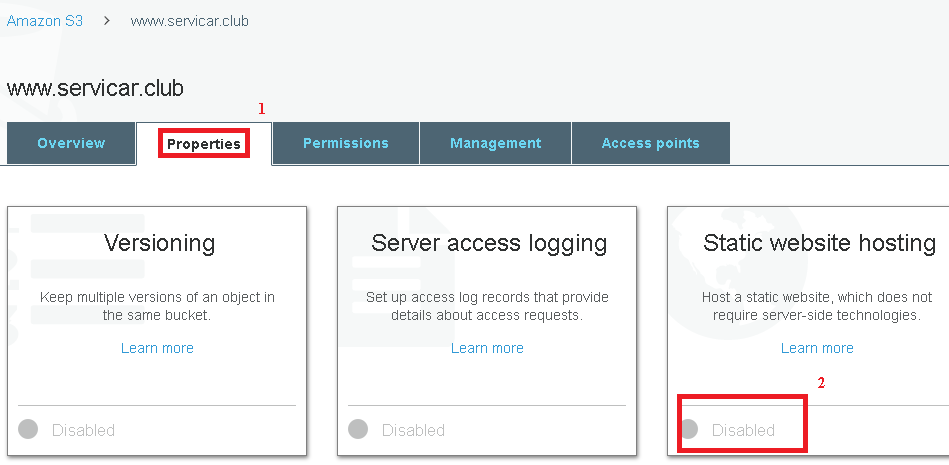 Amazon S3 > www.servicar.club
www.servicar.club
1
Overview Properties Permissions Management Access points
Versioning
Keep multiple versions of an object in
the same bucket.
Learn more
Disabled
Server access logging
Set up access log records that provide
details about access requests.
Learn more
Disabled
Static website hosting
Host a static website, which does not
require server-side technologies.
Learn more
2
Disabled